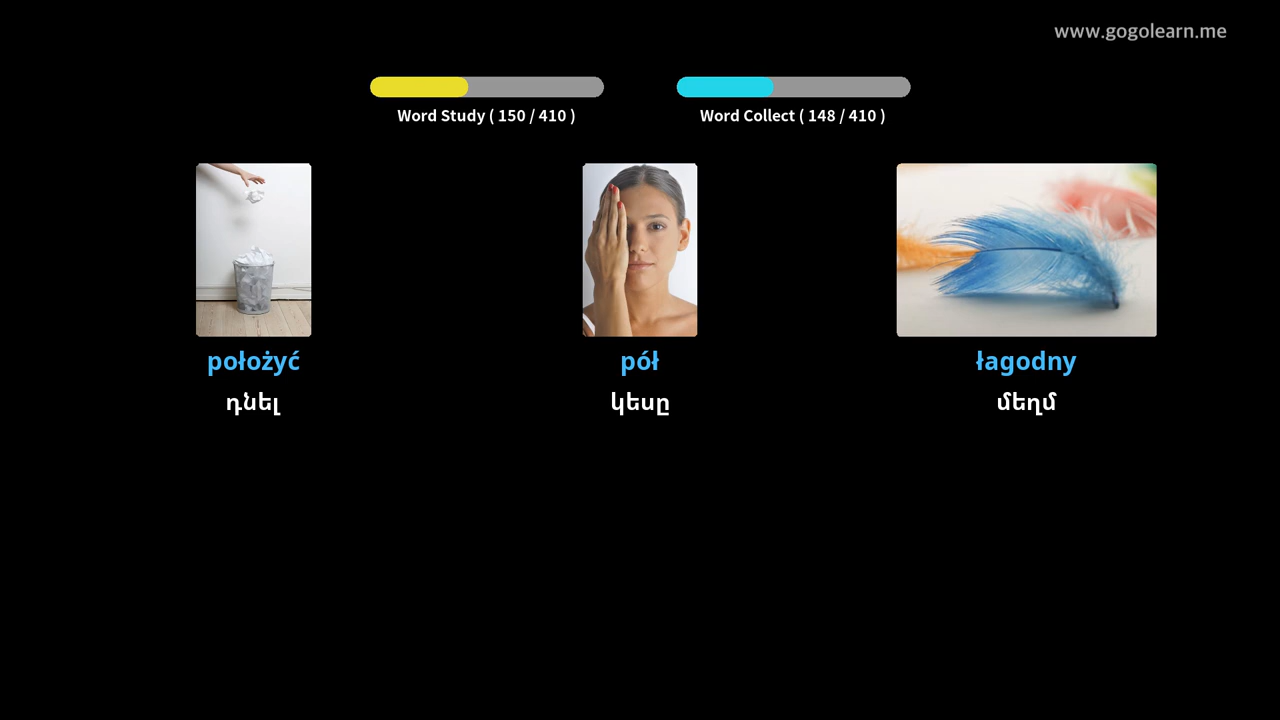 www.gogolearn.me
Word Study ( 150 / 410 )
Word Collect ( 148 / 410 )
położyć
pół
łagodny
դնել
կեսը
մեղմ